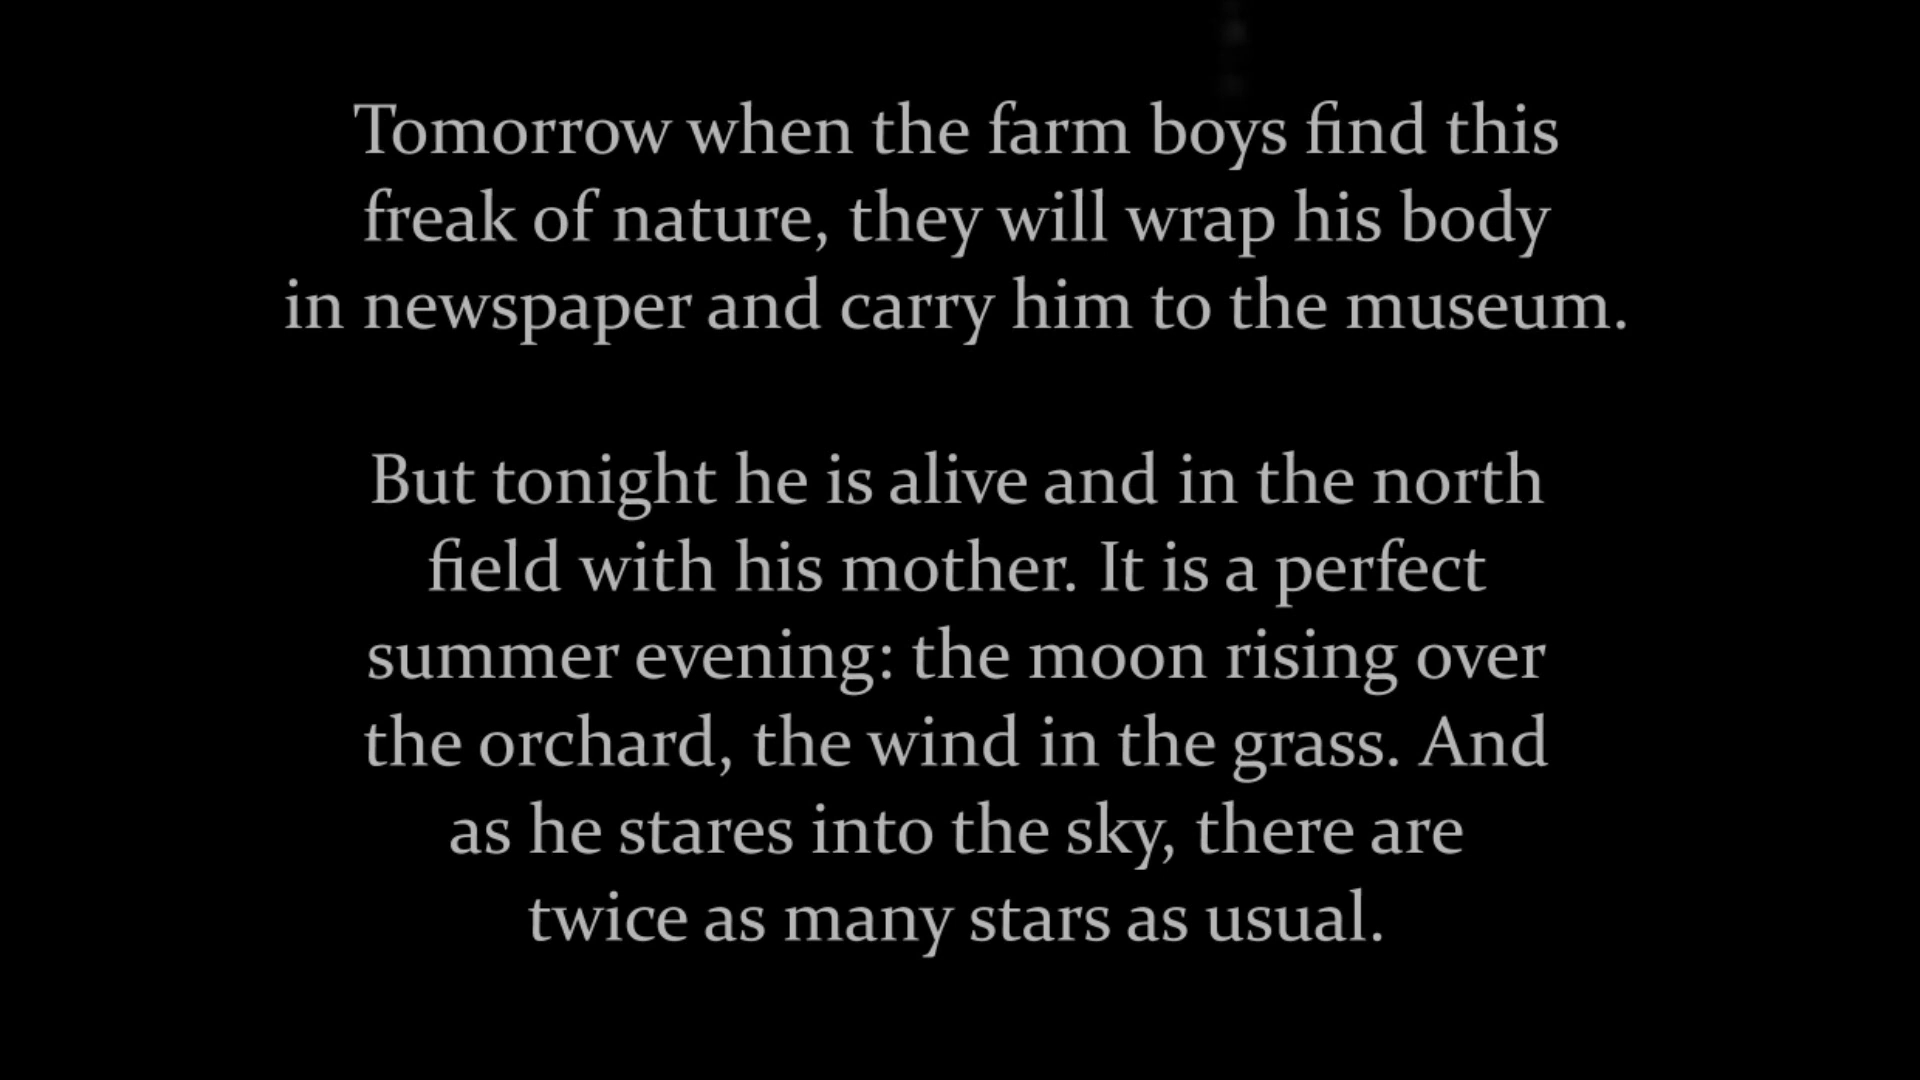 Tomorrow when the farm boys find this
freak of nature, they will wrap his body
in newspaper and carry him to the museum.
But tonight he is alive and in the north
field with his mother. It is a perfect
summer evening: the moon rising over
the orchard, the wind in the grass. And
as he stares into the sky, there are
twice as many stars as usual.